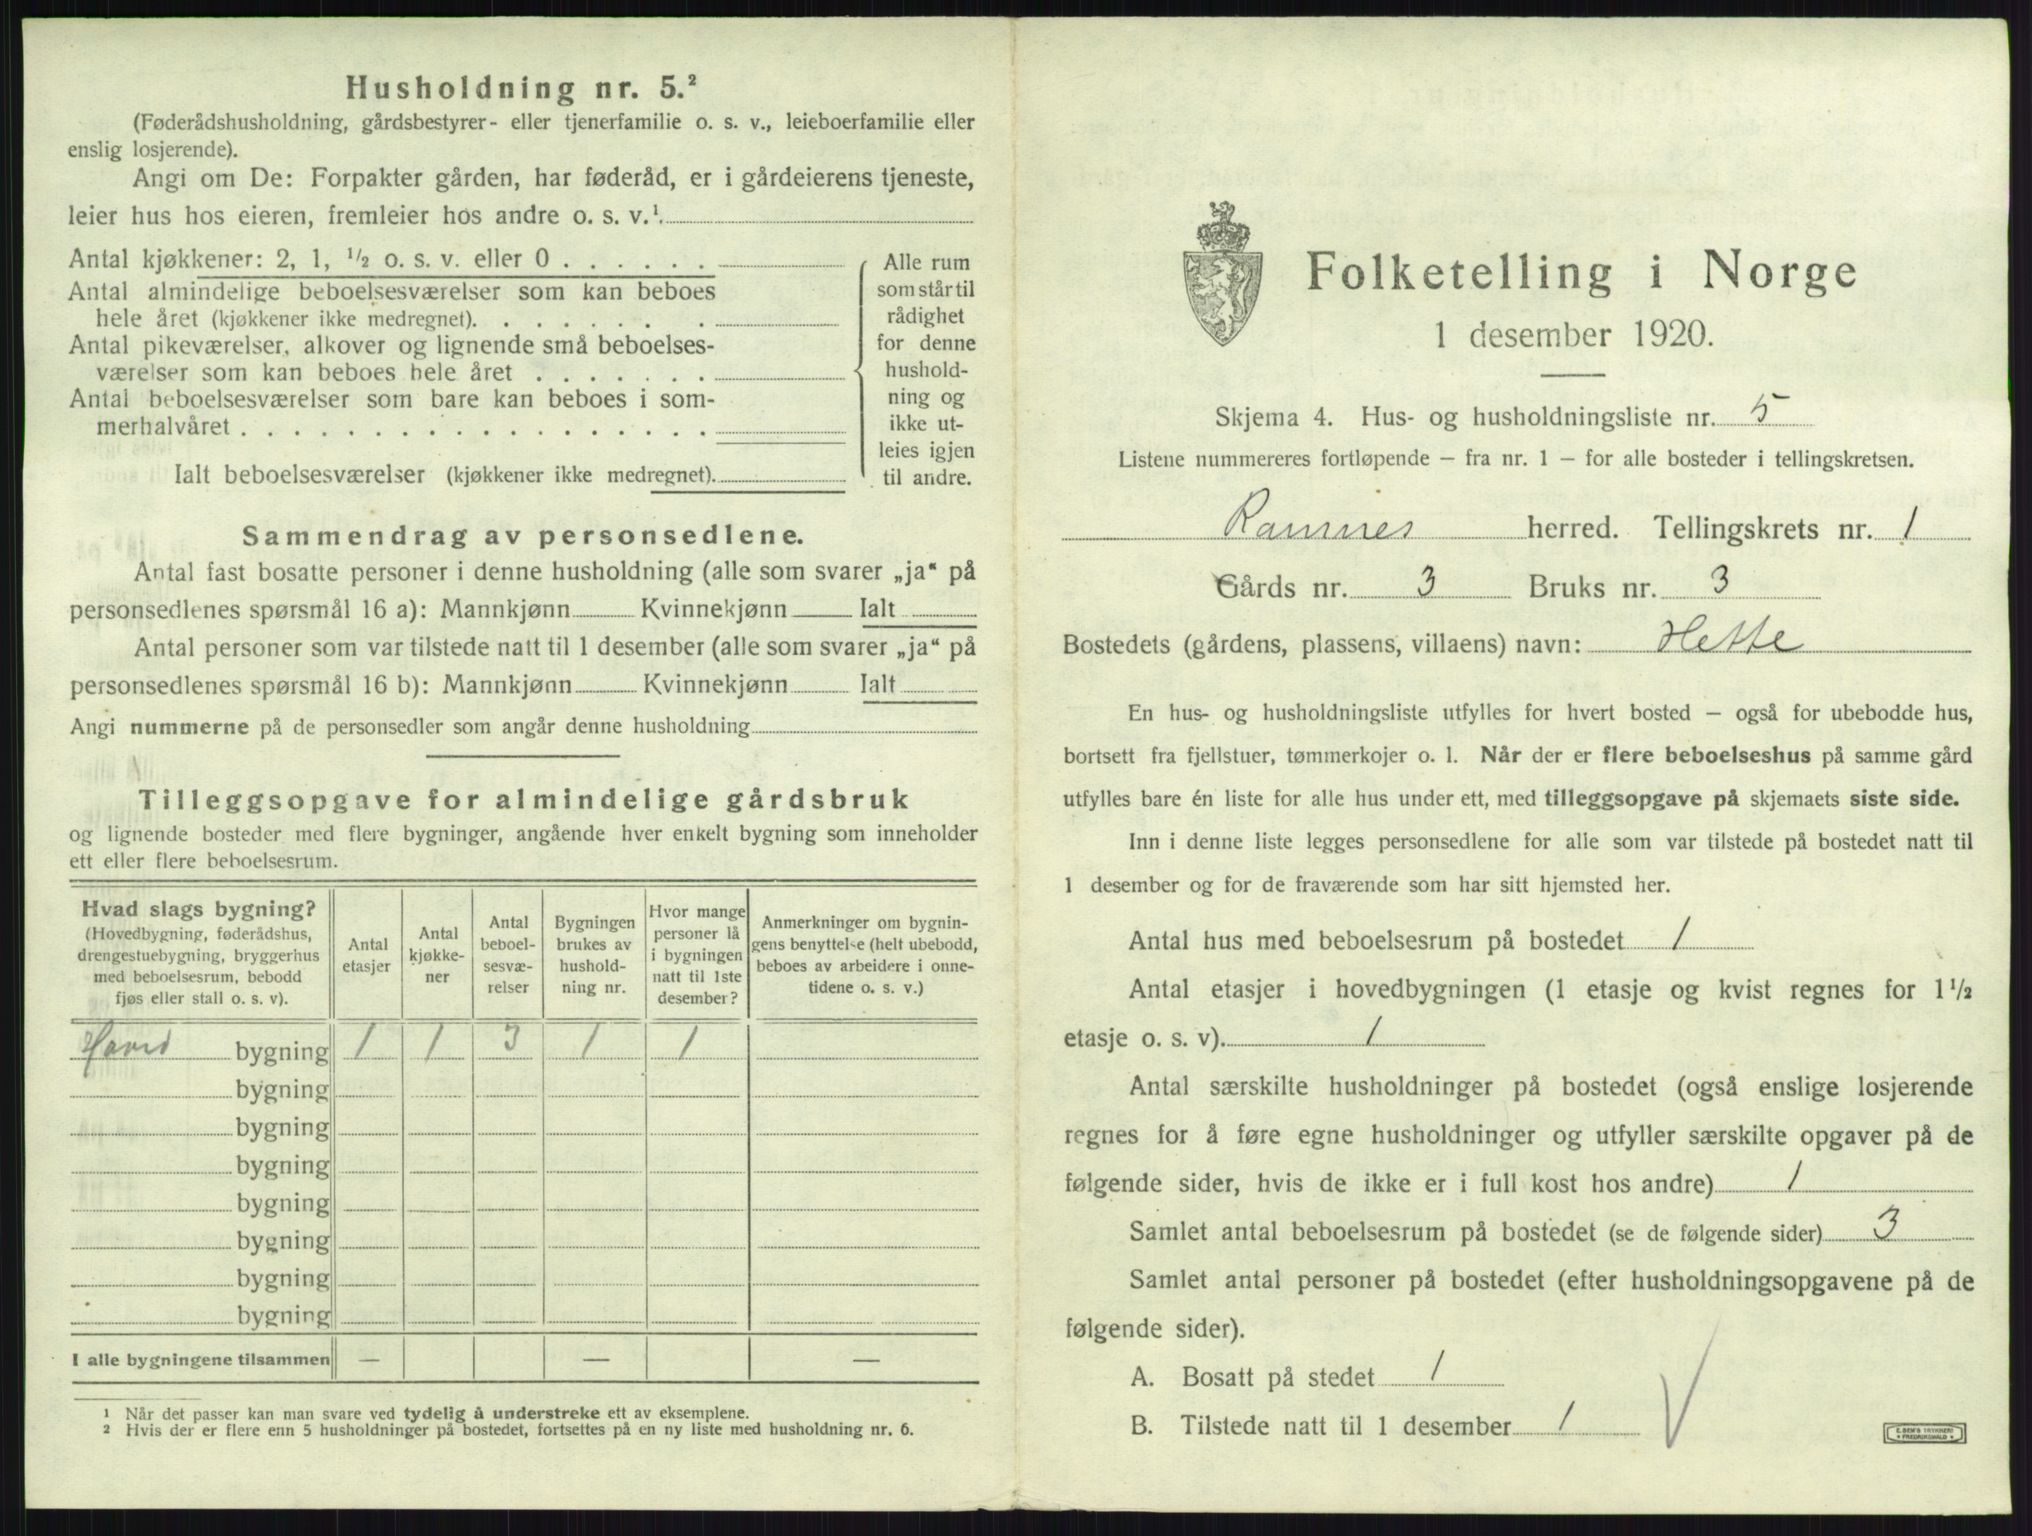 Husholdning nr. 5.²
(Føderådshusholdning, gårdsbestyrer- eller tjenerfamilie o. s. v., leieboerfamilie eller
enslig losjerende).
Angi om De: Forpakter gården, har føderåd, er i gårdeierens tjeneste,
leier hus hos eieren, fremleier hos andre o. s. v.¹.
Antal kjøkkener: 2, 1, ½ o. s. v. eller 0 . . . . . .
Antal almindelige beboelsesværelser som kan beboes
hele året (kjøkkener ikke medregnet). . . . . . . .
Antal pikeværelser, alkover og lignende små beboelses-
værelser som kan beboes hele året . . . . . . .
Antal beboelsesværelser som bare kan beboes i som-
merhalvåret . . . . . . . . . . . . . . . . . .
Ialt beboelsesværelser (kjøkkener ikke medregnet).
Alle rum
som står til
rådighet
for denne
hushold-
ning og
ikke ut-
leies igjen
til andre.
Sammendrag av personsedlene.
Antal fast bosatte personer i denne husholdning (alle som svarer „ja“ på
personsedlenes spørsmål 16 a): Mannkjønn Kvinnekjønn Ialt
Antal personer som var tilstede natt til 1 desember (alle som svarer „ja“ på
personsedlenes spørsmål 16 b): Mannkjønn Kvinnekjønn Ialt
Angi nummerne på de personsedler som angår denne husholdning
Tilleggsopgave for almindelige gårdsbruk
og lignende bosteder med flere bygninger, angående hver enkelt bygning som inneholder
ett eller flere beboelsesrum.
Hvad slags bygning?
(Hovedbygning, føderådshus,
drengestuebygning, bryggerhus
med beboelsesrum, bebodd
fjøs eller stall o. s. v).
Antal
etasjer
Antal
kjøkke-
ner
Antal
beboel-
sesvæ-
relser
Bygningen
brukes av
hushold-
ning nr.
Hvor mange
personer lå
i bygningen
natt til 1ste
desember?
Anmerkninger om bygnin-
gens benyttelse (helt ubebodd,
beboes av arbeidere i onne-
tidene o. s. v.)
Hoved bygning 1 1 3 1 1
bygning
bygning
bygning
bygning
bygning
bygning
bygning
I alle bygningene tilsammen — — —
1 Når det passer kan man svare ved tydelig å understreke ett av eksemplene.
2 Hvis der er flere enn 5 husholdninger på bostedet, fortsettes på en ny liste med husholdning nr. 6.
Folketelling i Norge
1 desember 1920.
Skjema 4. Hus- og husholdningsliste nr. 5
Listene nummereres fortløpende — fra nr. 1 — for alle bosteder i tellingskretsen.
Ramnes herred. Tellingskrets nr. 1
Gårds nr. 3 Bruks nr. 3
Bostedets (gårdens, plassens, villaens) navn: Hette
En hus- og husholdningsliste utfylles for hvert bosted — også for ubebodde hus,
bortsett fra fjellstuer, tømmerkojer o. l. Når der er flere beboelseshus på samme gård
utfylles bare én liste for alle hus under ett, med tilleggsopgave på skjemaets siste side.
Inn i denne liste legges personsedlene for alle som var tilstede på bostedet natt til
1 desember og for de fraværende som har sitt hjemsted her.
Antal hus med beboelsesrum på bostedet 1
Antal etasjer i hovedbygningen (1 etasje og kvist regnes for 1½
etasje o. s. v). 1
Antal særskilte husholdninger på bostedet (også enslige losjerende
regnes for å føre egne husholdninger og utfyller særskilte opgaver på de
følgende sider, hvis de ikke er i full kost hos andre) 1
Samlet antal beboelsesrum på bostedet (se de følgende sider) 3
Samlet antal personer på bostedet (efter husholdningsopgavene på de
følgende sider).
A. Bosatt på stedet 1
B. Tilstede natt til 1 desember 1
E. SEM'S TRYKKERI
FREDRIKSHALD